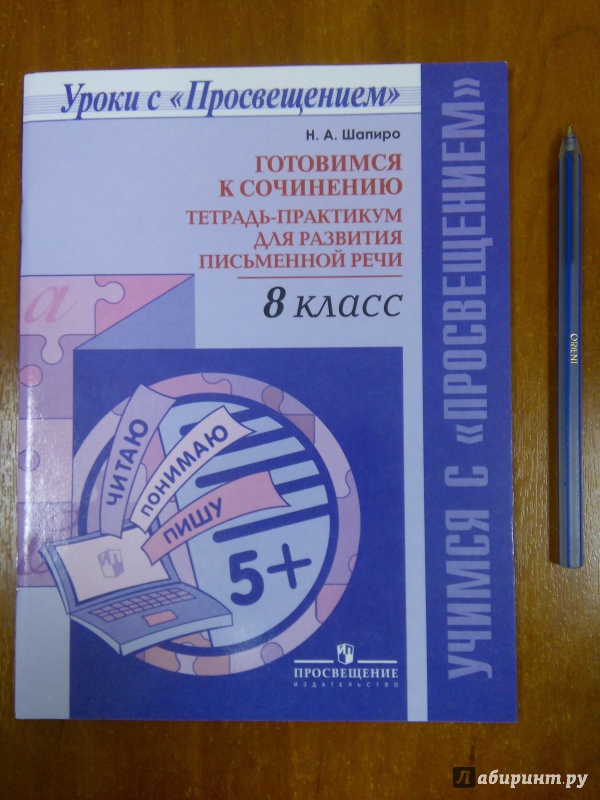 Уроки с «Просвещением»
Н. А. Шапиро
ГОТОВИМСЯ
К СОЧИНЕНИЮ
ТЕТРАДЬ-ПРАКТИКУМ
ДЛЯ РАЗВИТИЯ
ПИСЬМЕННОЙ РЕЧИ
8 класс
а
ЧИТАЮ
ПОНИМАЮ
ПИШУ
5+
ПРОСВЕЩЕНИЕ
ИЗДАТЕЛЬСТВО
УЧИМСЯ С «ПРОСВЕЩЕНИЕМ»
ORIENT
Лабиринт.ру